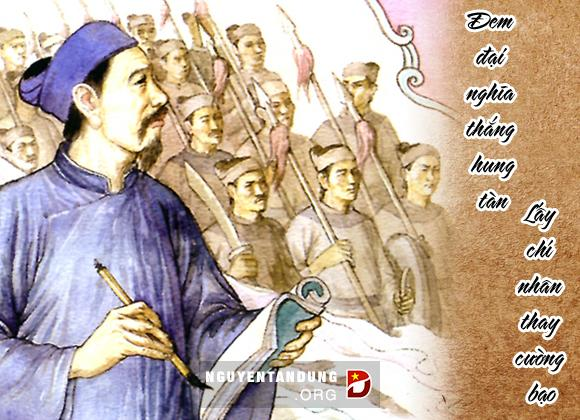 Đem
đại
nghĩa
thắng
hung
tàn
Lấy
chí
nhân
thay
cường
bạo
NGUYENTANDUNG
.ORG